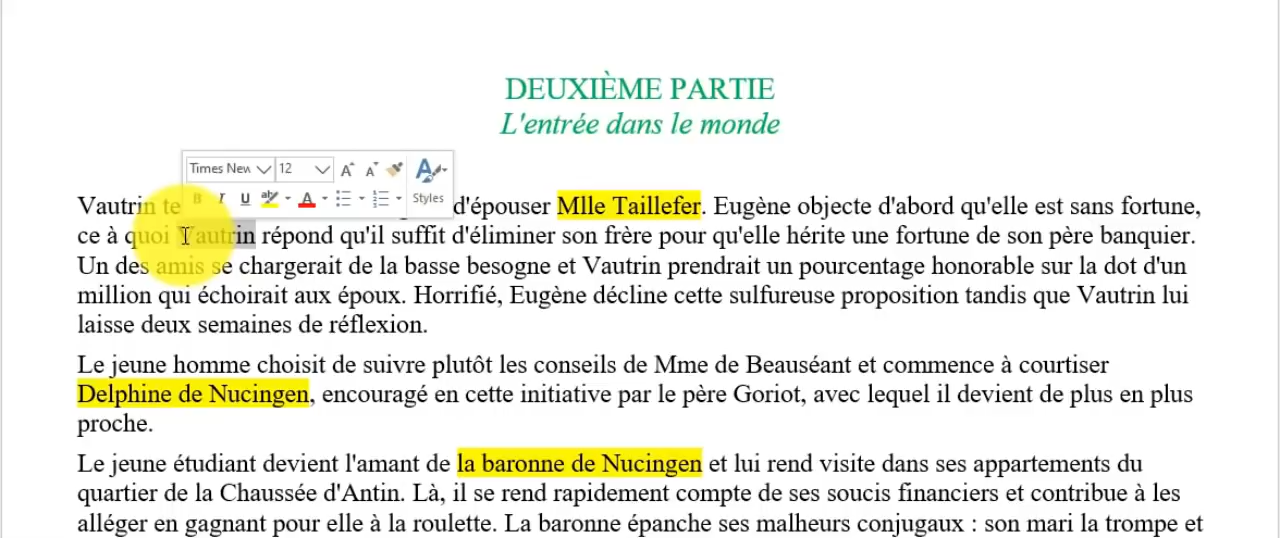 DEUXIÈME PARTIE
L'entrée dans le monde
Times New 12
Styles
Vautrin te d'épouser Mlle Taillefer. Eugène objecte d'abord qu'elle est sans fortune,
ce à quoi Vautrin répond qu'il suffit d'éliminer son frère pour qu'elle hérite une fortune de son père banquier.
Un des amis se chargerait de la basse besogne et Vautrin prendrait un pourcentage honorable sur la dot d'un
million qui échoirait aux époux. Horrifié, Eugène décline cette sulfureuse proposition tandis que Vautrin lui
laisse deux semaines de réflexion.
Le jeune homme choisit de suivre plutôt les conseils de Mme de Beauséant et commence à courtiser
Delphine de Nucingen, encouragé en cette initiative par le père Goriot, avec lequel il devient de plus en plus
proche.
Le jeune étudiant devient l'amant de la baronne de Nucingen et lui rend visite dans ses appartements du
quartier de la Chaussée d'Antin. Là, il se rend rapidement compte de ses soucis financiers et contribue à les
alléger en gagnant pour elle à la roulette. La baronne épanche ses malheurs conjugaux : son mari la trompe et